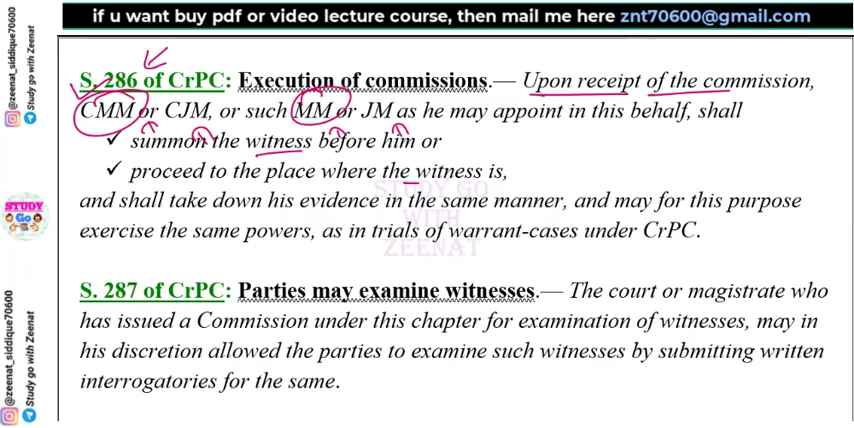 if u want buy pdf or video lecture course, then mail me here znt70600@gmail.com
@zeenat_siddique70600
Study go with Zeenat
S. 286 of CrPC: Execution of commissions.— Upon receipt of the commission,
CMM or CJM, or such MM or JM as he may appoint in this behalf, shall
✓ summon the witness before him or
✓ proceed to the place where the witness is,
and shall take down his evidence in the same manner, and may for this purpose
exercise the same powers, as in trials of warrant-cases under CrPC.
STUDY GO
WITH
ZEENAT
STUDY
Go
S. 287 of CrPC: Parties may examine witnesses.— The court or magistrate who
has issued a Commission under this chapter for examination of witnesses, may in
his discretion allowed the parties to examine such witnesses by submitting written
interrogatories for the same.
@zeenat_siddique70600
Study go with Zeenat